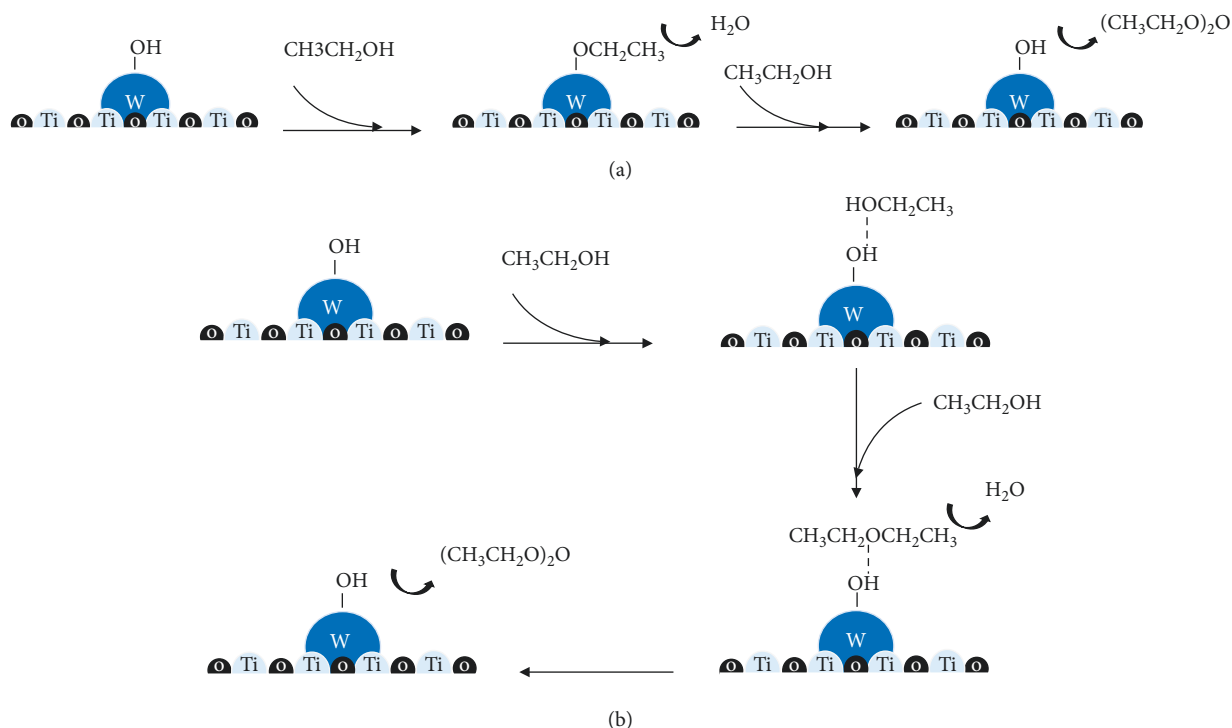 OH
W
O Ti O Ti O Ti O Ti O
CH3CH₂OH
OCH₂CH₃
H₂O
W
O Ti O Ti O Ti O Ti O
CH₃CH₂OH
OH
(CH₃CH₂O)₂O
W
O Ti O Ti O Ti O Ti O
(a)
OH
W
O Ti O Ti O Ti O Ti O
CH₃CH₂OH
HOCH₂CH₃
OH
W
O Ti O Ti O Ti O Ti O
CH₃CH₂OH
H₂O
CH₃CH₂OCH₂CH₃
OH
W
O Ti O Ti O Ti O Ti O
(CH₃CH₂O)₂O
OH
W
O Ti O Ti O Ti O Ti O
(b)